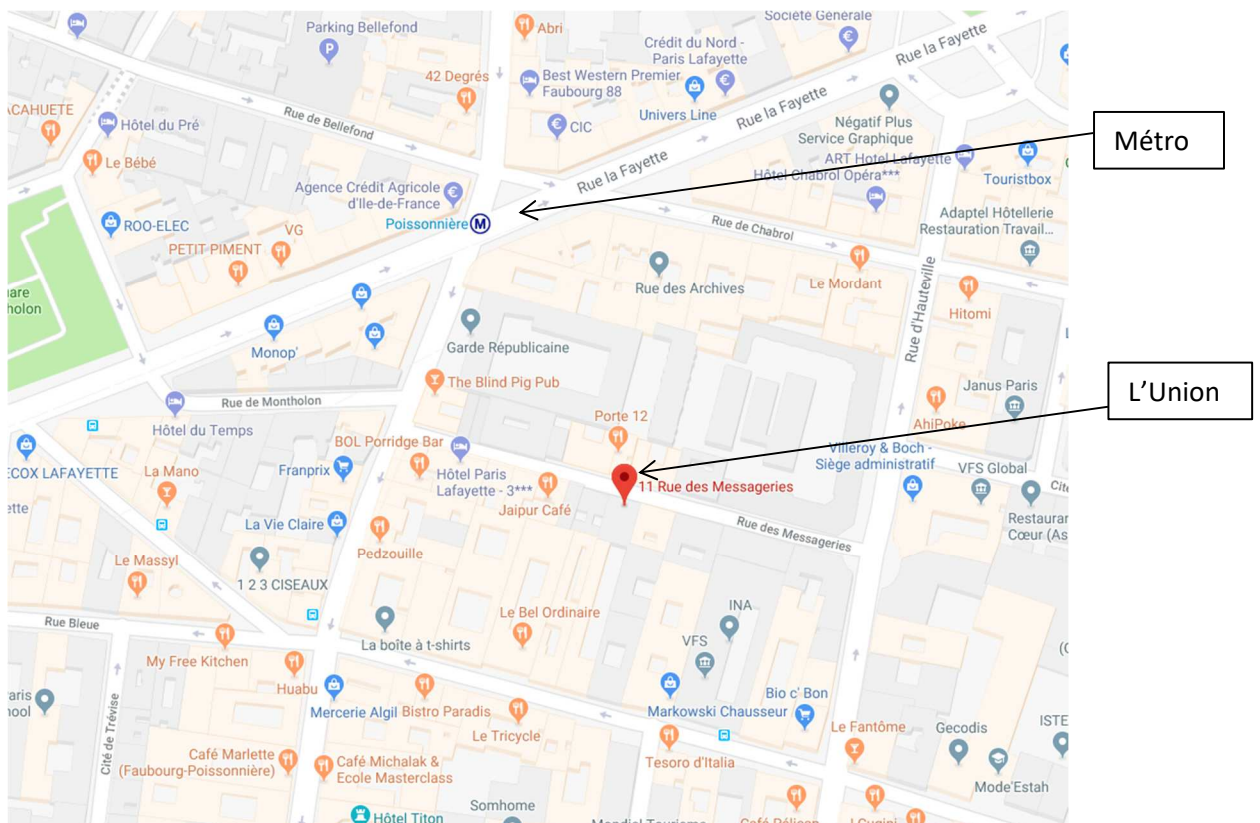 Parking Bellefond
Abri
Société Générale
Crédit du Nord -
Paris Lafayette
Rue la Fayette
42 Degrés
Best Western Premier
Faubourg 88
Univers Line
Rue la Fayette
ACAHUETE
Hôtel du Pré
Rue de Bellefond
CIC
Négatif Plus
Service Graphique
Métro
Le Bébé
ART Hotel Lafayette
Hôtel Chabrol Opéra***
Touristbox
Agence Crédit Agricole
d'Ile-de-France
Rue la Fayette
ROO-ELEC
Poissonnière
M
Rue de Chabrol
Adaptel Hôtellerie
Restauration Travail...
VG
PETIT PIMENT
Rue des Archives
Le Mordant
Hitomi
Rue d'Hauteville
Monop'
Garde Républicaine
The Blind Pig Pub
Janus Paris
L'Union
Rue de Montholon
Porte 12
AhiPoke
Hôtel du Temps
BOL Porridge Bar
Villeroy & Boch -
Siège administratif
ECOX LAFAYETTE
La Mano
Franprix
Hôtel Paris
Lafayette - 3***
11 Rue des Messageries
VFS Global
Jaipur Café
Rue des Messageries
Restaurar
Cœur (As
La Vie Claire
Pedzouille
Le Massyl
1 2 3 CISEAUX
Le Bel Ordinaire
INA
Rue Bleue
La boîte à t-shirts
VFS
My Free Kitchen
Huabu
Mercerie Algil
Bistro Paradis
Markowski Chausseur
Bio c' Bon
Cité de Trévise
Le Tricycle
Le Fantôme
Gecodis
ISTE
Café Marlette
(Faubourg-Poissonnière)
Café Michalak &
Ecole Masterclass
Tesoro d'Italia
Mode'Estah
Hôtel Titon
Somhome